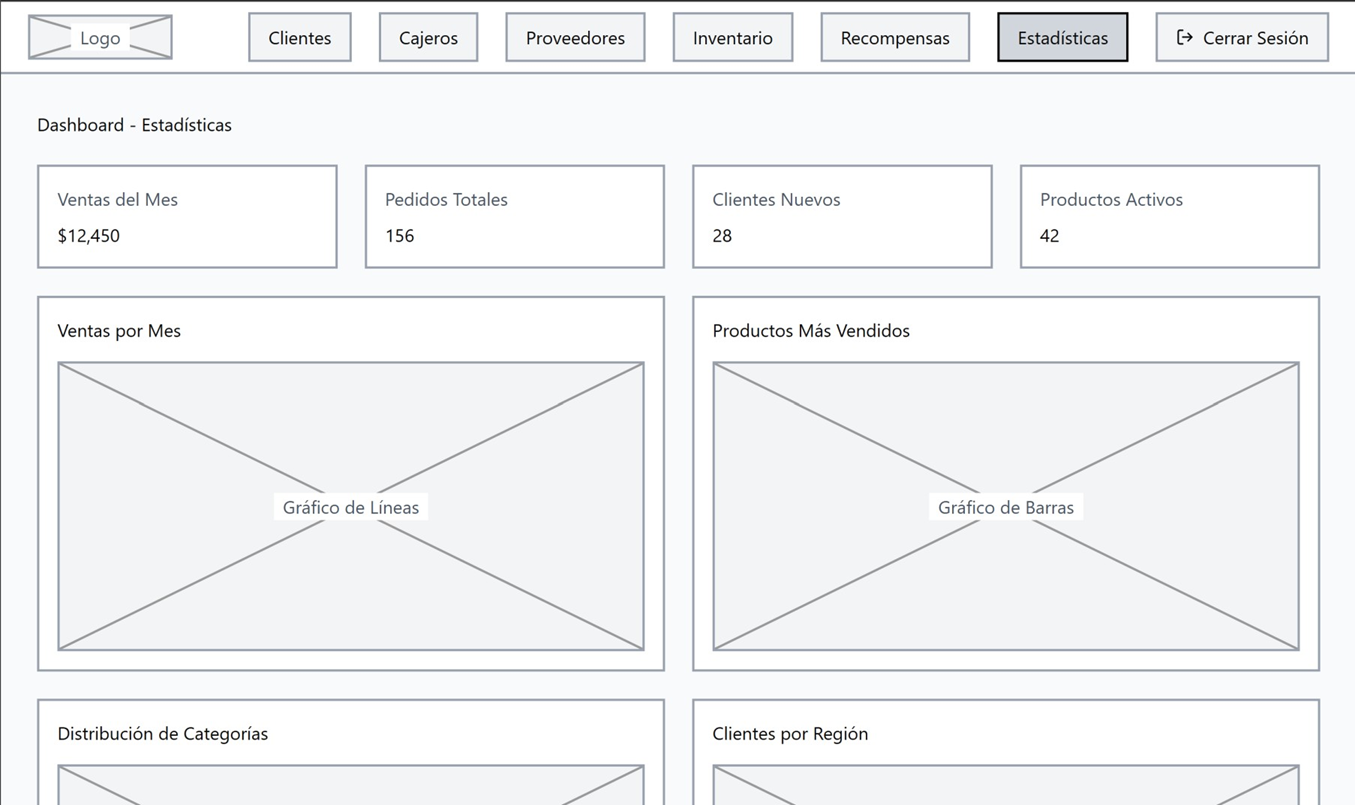 Logo
Clientes
Cajeros
Proveedores
Inventario
Recompensas
Estadísticas
Cerrar Sesión
Dashboard - Estadísticas
Ventas del Mes
$12,450
Pedidos Totales
156
Clientes Nuevos
28
Productos Activos
42
Ventas por Mes
Gráfico de Líneas
Productos Más Vendidos
Gráfico de Barras
Distribución de Categorías
Clientes por Región